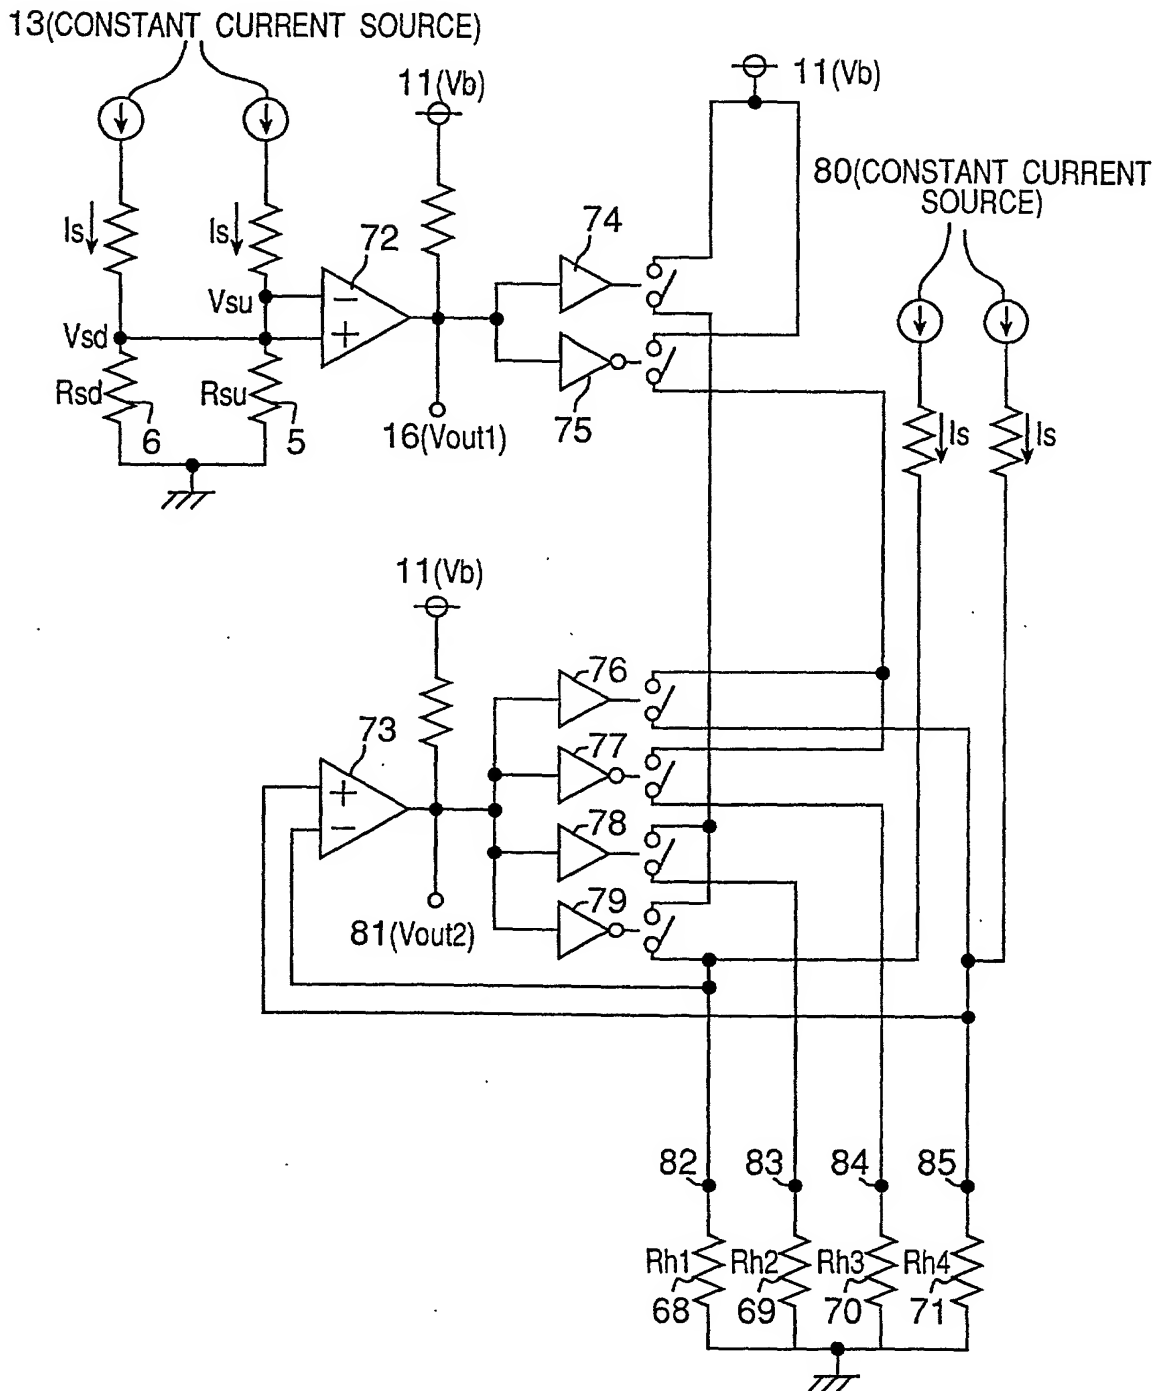 13(CONSTANT CURRENT SOURCE)
11(Vb)
11(Vb)
80(CONSTANT CURRENT
SOURCE)
Is
Is
72
74
Vsu
−
+
Vsd
Rsd
6
Rsu
5
16(Vout1)
75
Is
Is
11(Vb)
73
+
−
76
77
78
79
81(Vout2)
82
83
84
85
Rh1
Rh2
Rh3
Rh4
68
69
70
71